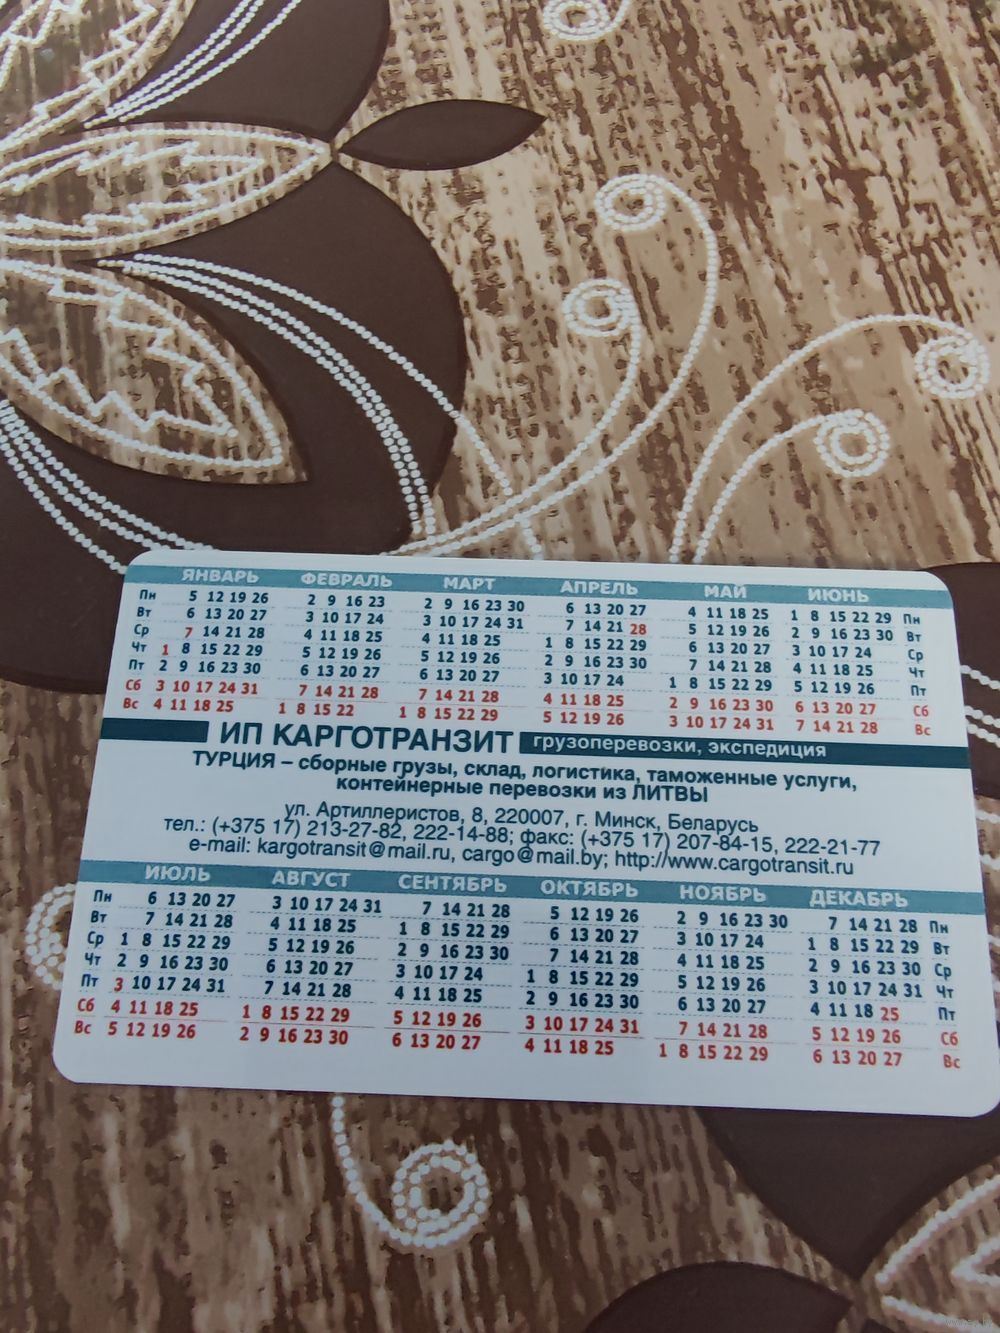 ЯНВАРЬ ФЕВРАЛЬ МАРТ АПРЕЛЬ МАЙ ИЮНЬ
Пн 5 12 19 26 2 9 16 23 2 9 16 23 30 6 13 20 27 4 11 18 25 1 8 15 22 29 Пн
Вт 6 13 20 27 3 10 17 24 3 10 17 24 31 7 14 21 28 5 12 19 26 2 9 16 23 30 Вт
Ср 7 14 21 28 4 11 18 25 4 11 18 25 1 8 15 22 29 6 13 20 27 3 10 17 24 Ср
Чт 1 8 15 22 29 5 12 19 26 5 12 19 26 2 9 16 23 30 7 14 21 28 4 11 18 25 Чт
Пт 2 9 16 23 30 6 13 20 27 6 13 20 27 3 10 17 24 1 8 15 22 29 5 12 19 26 Пт
Сб 3 10 17 24 31 7 14 21 28 7 14 21 28 4 11 18 25 2 9 16 23 30 6 13 20 27 Сб
Вс 4 11 18 25 1 8 15 22 1 8 15 22 29 5 12 19 26 3 10 17 24 31 7 14 21 28 Вс
ИП КАРГОТРАНЗИТ грузоперевозки, экспедиция
ТУРЦИЯ – сборные грузы, склад, логистика, таможенные услуги,
контейнерные перевозки из ЛИТВЫ
ул. Артиллеристов, 8, 220007, г. Минск, Беларусь
тел.: (+375 17) 213-27-82, 222-14-88; факс: (+375 17) 207-84-15, 222-21-77
e-mail: kargotransit@mail.ru, cargo@mail.by; http://www.cargotransit.ru
ИЮЛЬ АВГУСТ СЕНТЯБРЬ ОКТЯБРЬ НОЯБРЬ ДЕКАБРЬ
Пн 6 13 20 27 3 10 17 24 31 7 14 21 28 5 12 19 26 2 9 16 23 30 7 14 21 28 Пн
Вт 7 14 21 28 4 11 18 25 1 8 15 22 29 6 13 20 27 3 10 17 24 1 8 15 22 29 Вт
Ср 1 8 15 22 29 5 12 19 26 2 9 16 23 30 7 14 21 28 4 11 18 25 2 9 16 23 30 Ср
Чт 2 9 16 23 30 6 13 20 27 3 10 17 24 1 8 15 22 29 5 12 19 26 3 10 17 24 31 Чт
Пт 3 10 17 24 31 7 14 21 28 4 11 18 25 2 9 16 23 30 6 13 20 27 4 11 18 25 Пт
Сб 4 11 18 25 1 8 15 22 29 5 12 19 26 3 10 17 24 31 7 14 21 28 5 12 19 26 Сб
Вс 5 12 19 26 2 9 16 23 30 6 13 20 27 4 11 18 25 1 8 15 22 29 6 13 20 27 Вс